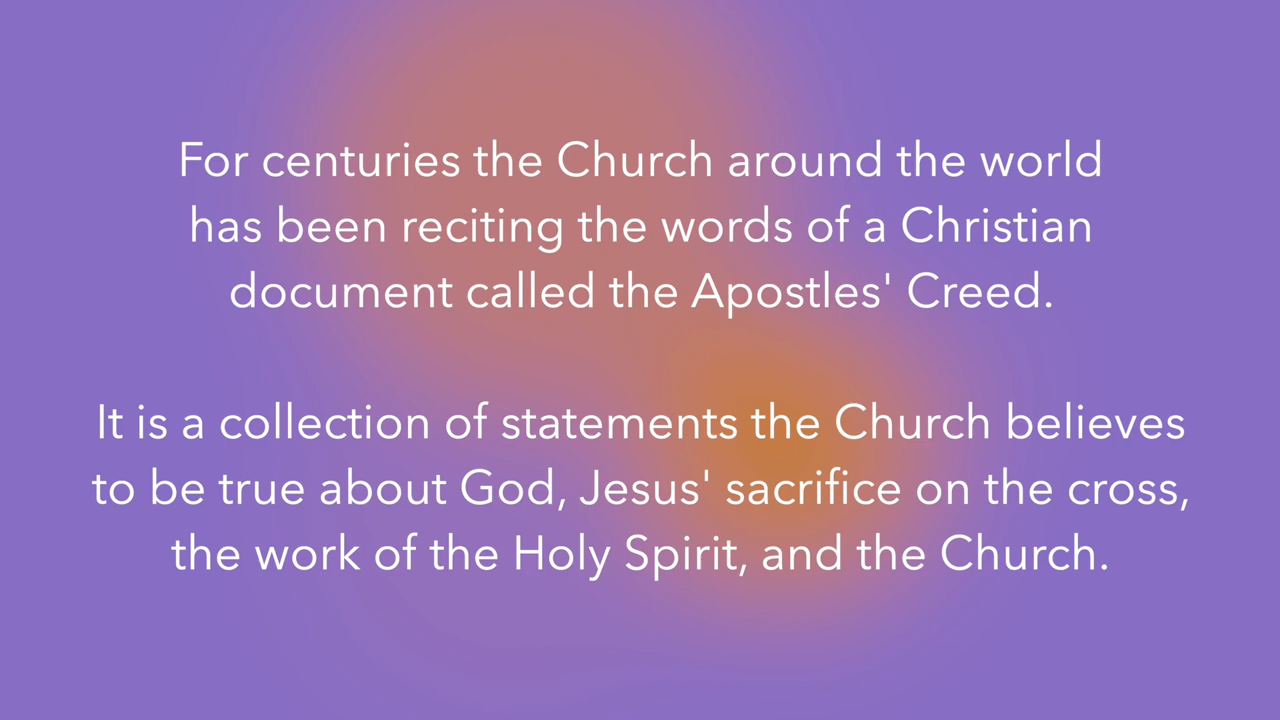 For centuries the Church around the world
has been reciting the words of a Christian
document called the Apostles' Creed.
It is a collection of statements the Church believes
to be true about God, Jesus' sacrifice on the cross,
the work of the Holy Spirit, and the Church.